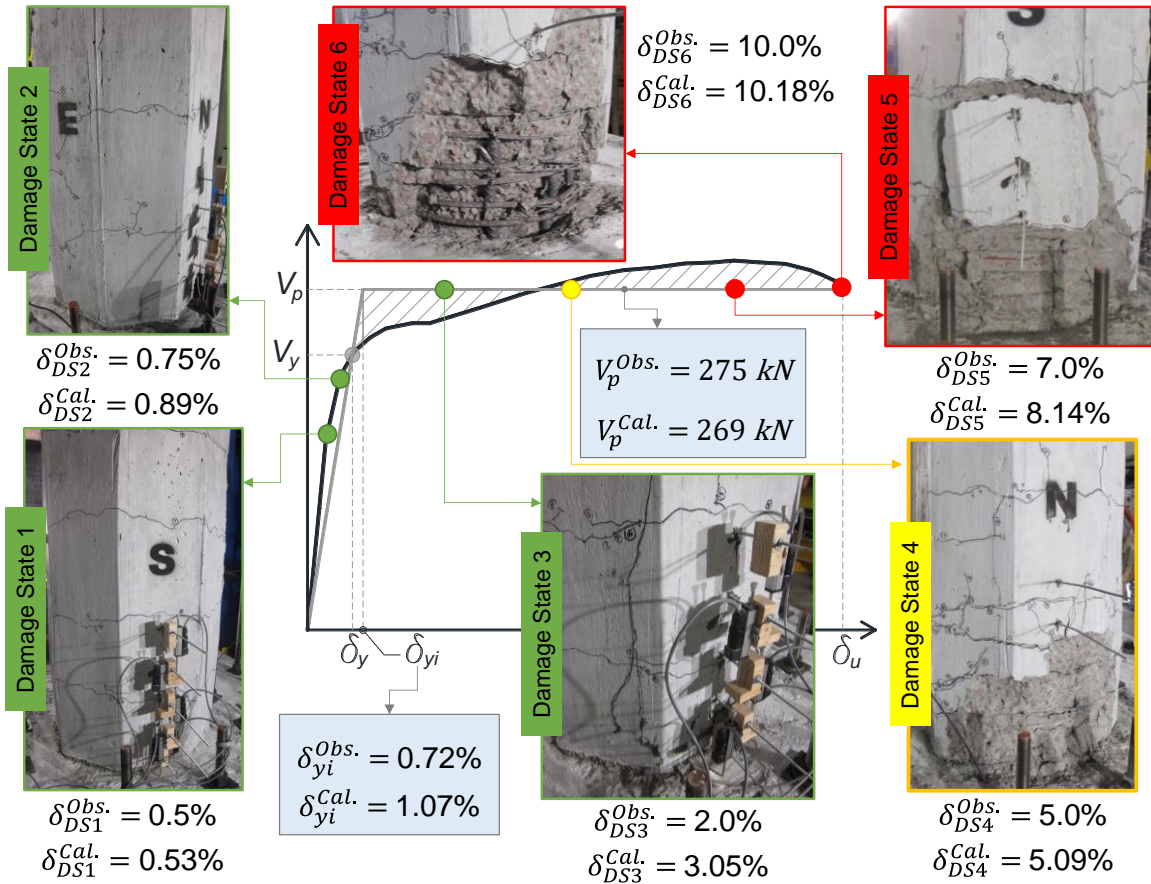 Damage State 2
E
N
δ_DS2^Obs. = 0.75%
δ_DS2^Cal. = 0.89%
Damage State 6
δ_DS6^Obs. = 10.0%
δ_DS6^Cal. = 10.18%
Damage State 5
S
δ_DS5^Obs. = 7.0%
δ_DS5^Cal. = 8.14%
V_p
V_y
δ_y
δ_yi
δ_u
V_p^Obs. = 275 kN
V_p^Cal. = 269 kN
δ_yi^Obs. = 0.72%
δ_yi^Cal. = 1.07%
Damage State 1
S
δ_DS1^Obs. = 0.5%
δ_DS1^Cal. = 0.53%
Damage State 3
δ_DS3^Obs. = 2.0%
δ_DS3^Cal. = 3.05%
Damage State 4
N
δ_DS4^Obs. = 5.0%
δ_DS4^Cal. = 5.09%